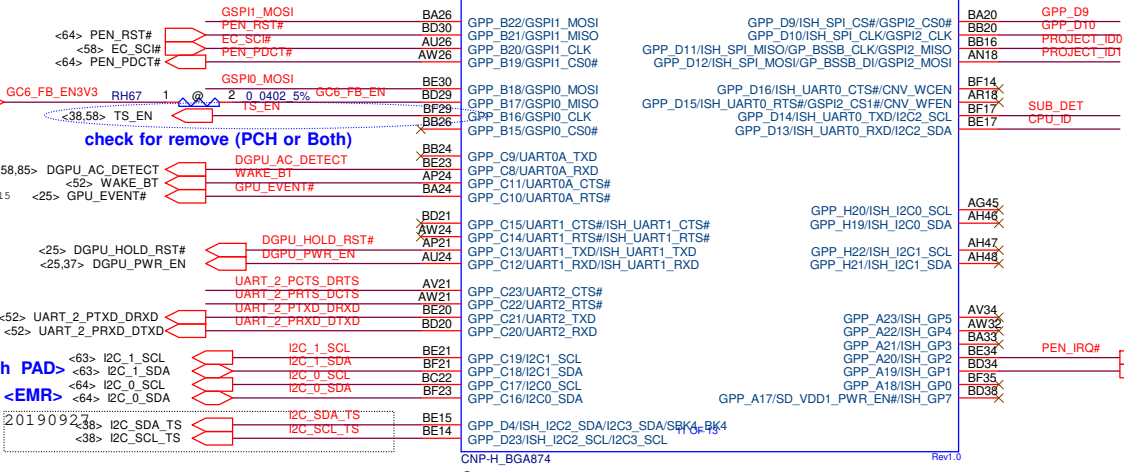 GSPI1_MOSI BA26 GPP_B22/GSPI1_MOSI GPP_D9/ISH_SPI_CS#/GSPI2_CS0# BA20 GPP_D9
<64> PEN_RST# PEN_RST# BD30 GPP_B21/GSPI1_MISO GPP_D10/ISH_SPI_CLK/GSPI2_CLK BB20 GPP_D10
<58> EC_SCI# EC_SCI# AU26 GPP_B20/GSPI1_CLK GPP_D11/ISH_SPI_MISO/GP_BSSB_CLK/GSPI2_MISO BB16 PROJECT_ID0
<64> PEN_PDCT# PEN_PDCT# AW26 GPP_B19/GSPI1_CS0# GPP_D12/ISH_SPI_MOSI/GP_BSSB_DI/GSPI2_MOSI AN18 PROJECT_ID1
GSPI0_MOSI BE30 GPP_B18/GSPI0_MOSI GPP_D16/ISH_UART0_CTS#/CNV_WCEN BF14
GC6_FB_EN3V3 RH67 1 @ 2 0_0402_5% GC6_FB_EN BD29 GPP_B17/GSPI0_MISO GPP_D15/ISH_UART0_RTS#/GSPI2_CS1#/CNV_WFEN AR18
<38,58> TS_EN TS_EN BF29 GPP_B16/GSPI0_CLK GPP_D14/ISH_UART0_TXD/I2C2_SCL BF17 SUB_DET
BB26 GPP_B15/GSPI0_CS0# GPP_D13/ISH_UART0_RXD/I2C2_SDA BE17 CPU_ID
check for remove (PCH or Both)
BB24 GPP_C9/UART0A_TXD
58,85> DGPU_AC_DETECT DGPU_AC_DETECT BE23 GPP_C8/UART0A_RXD
<52> WAKE_BT WAKE_BT AP24 GPP_C11/UART0A_CTS#
15 <25> GPU_EVENT# GPU_EVENT# BA24 GPP_C10/UART0A_RTS#
GPP_H20/ISH_I2C0_SCL AG45
BD21 GPP_C15/UART1_CTS#/ISH_UART1_CTS# GPP_H19/ISH_I2C0_SDA AH46
AW24 GPP_C14/UART1_RTS#/ISH_UART1_RTS#
<25> DGPU_HOLD_RST# DGPU_HOLD_RST# AP21 GPP_C13/UART1_TXD/ISH_UART1_TXD GPP_H22/ISH_I2C1_SCL AH47
<25,37> DGPU_PWR_EN DGPU_PWR_EN AU24 GPP_C12/UART1_RXD/ISH_UART1_RXD GPP_H21/ISH_I2C1_SDA AH48
UART_2_PCTS_DRTS AV21 GPP_C23/UART2_CTS#
UART_2_PRTS_DCTS AW21 GPP_C22/UART2_RTS#
<52> UART_2_PTXD_DRXD UART_2_PTXD_DRXD BE20 GPP_C21/UART2_TXD GPP_A23/ISH_GP5 AV34
<52> UART_2_PRXD_DTXD UART_2_PRXD_DTXD BD20 GPP_C20/UART2_RXD GPP_A22/ISH_GP4 AW32
GPP_A21/ISH_GP3 BA33
h PAD> <63> I2C_1_SCL I2C_1_SCL BE21 GPP_C19/I2C1_SCL GPP_A20/ISH_GP2 BE34 PEN_IRQ#
<63> I2C_1_SDA I2C_1_SDA BF21 GPP_C18/I2C1_SDA GPP_A19/ISH_GP1 BD34
<64> I2C_0_SCL I2C_0_SCL BC22 GPP_C17/I2C0_SCL GPP_A18/ISH_GP0 BF35
<EMR> <64> I2C_0_SDA I2C_0_SDA BF23 GPP_C16/I2C0_SDA GPP_A17/SD_VDD1_PWR_EN#/ISH_GP7 BD38
20190927 <38> I2C_SDA_TS I2C_SDA_TS BE15 GPP_D4/ISH_I2C2_SDA/I2C3_SDA/SBK4_BK4
<38> I2C_SCL_TS I2C_SCL_TS BE14 GPP_D23/ISH_I2C2_SCL/I2C3_SCL 11 OF 13
CNP-H_BGA874 Rev1.0